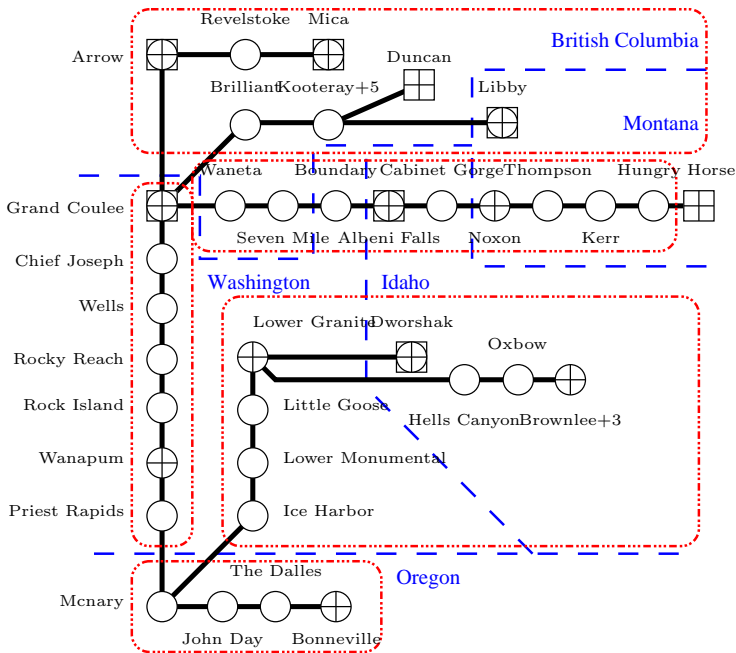 Revelstoke Mica
British Columbia
Arrow Duncan
Brilliant Kooteray+5 Libby
Montana
Waneta Boundary Cabinet Gorge Thompson Hungry Horse
Grand Coulee
Seven Mile Albeni Falls Noxon Kerr
Chief Joseph
Washington Idaho
Wells
Lower Granite Dworshak
Oxbow
Rocky Reach
Rock Island Little Goose
Hells Canyon Brownlee+3
Wanapum Lower Monumental
Priest Rapids Ice Harbor
The Dalles Oregon
Mcnary
John Day Bonneville